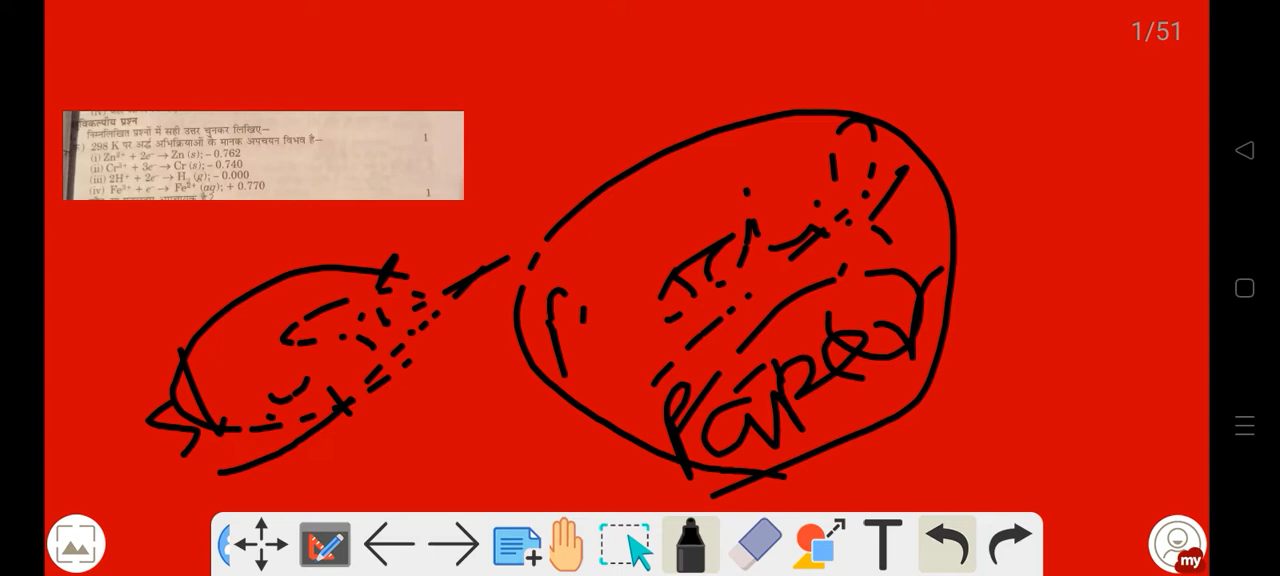 1/51
विकल्पीय प्रश्न
निम्नलिखित प्रश्नों में सही उत्तर चुनकर लिखिए—
1
298 K पर अर्द्ध अभिक्रियाओं के मानक अपचयन विभव है—
(i) Zn²⁺ + 2e⁻ → Zn (s); – 0.762
(ii) Cr³⁺ + 3e⁻ → Cr (s); – 0.740
(iii) 2H⁺ + 2e⁻ → H₂ (g); – 0.000
(iv) Fe³⁺ + e⁻ → Fe²⁺ (aq); + 0.770
1
Paper
T
my